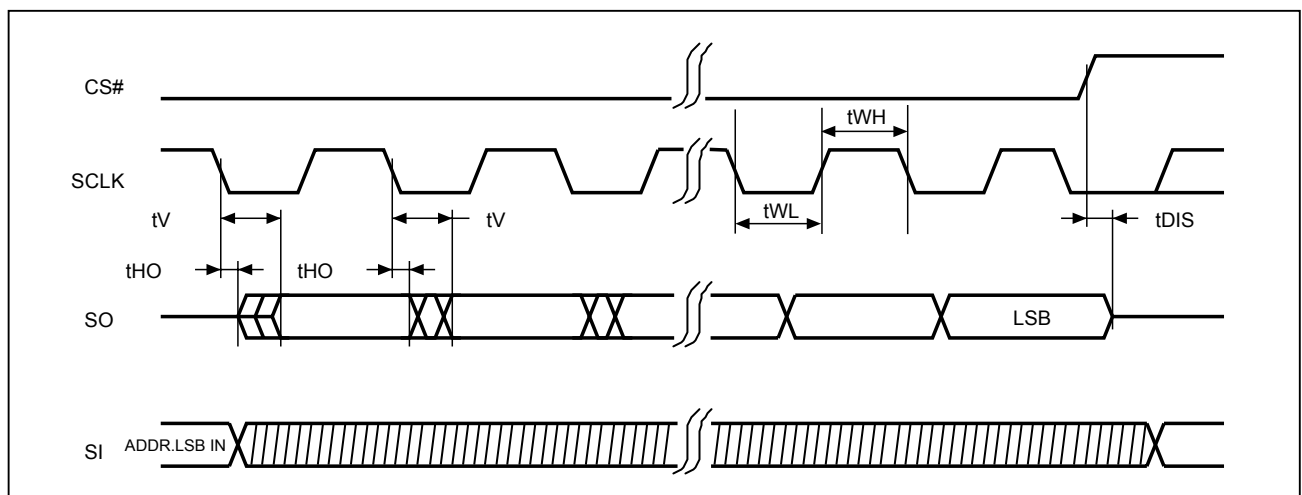 CS#
tWH
SCLK
tWL
tV
tV
tDIS
tHO
tHO
SO
LSB
SI
ADDR.LSB IN